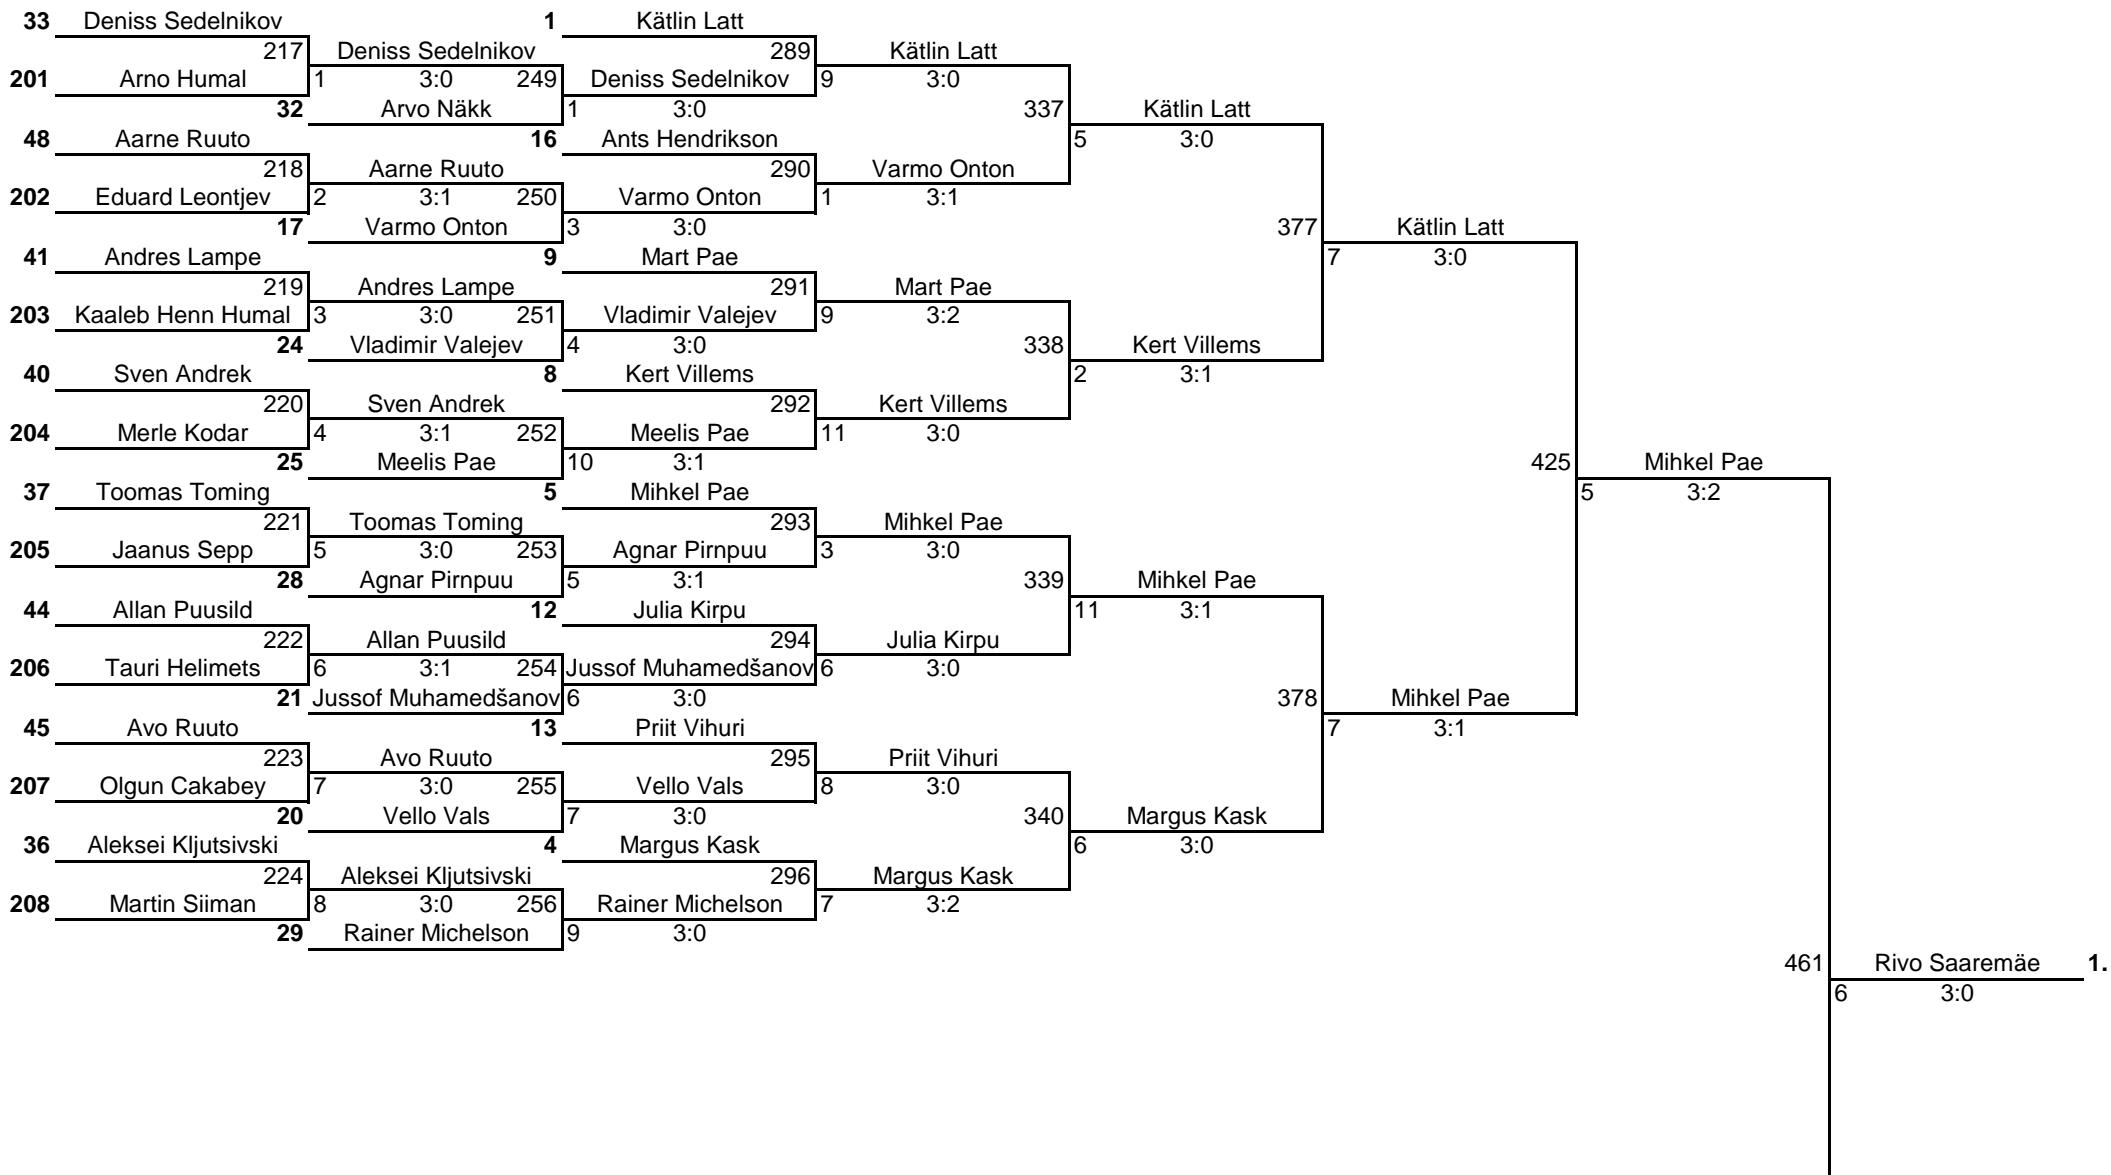 33 Deniss Sedelnikov 1 Kätlin Latt
217 Deniss Sedelnikov 289 Kätlin Latt
201 Arno Humal 1 3:0 249 Deniss Sedelnikov 9 3:0
32 Arvo Näkk 1 3:0 337 Kätlin Latt
48 Aarne Ruuto 16 Ants Hendrikson 5 3:0
218 Aarne Ruuto 290 Varmo Onton
202 Eduard Leontjev 2 3:1 250 Varmo Onton 1 3:1
17 Varmo Onton 3 3:0 377 Kätlin Latt
41 Andres Lampe 9 Mart Pae 7 3:0
219 Andres Lampe 291 Mart Pae
203 Kaaleb Henn Humal 3 3:0 251 Vladimir Valejev 9 3:2
24 Vladimir Valejev 4 3:0 338 Kert Villems
40 Sven Andrek 8 Kert Villems 2 3:1
220 Sven Andrek 292 Kert Villems
204 Merle Kodar 4 3:1 252 Meelis Pae 11 3:0
25 Meelis Pae 10 3:1 425 Mihkel Pae
37 Toomas Toming 5 Mihkel Pae 5 3:2
221 Toomas Toming 293 Mihkel Pae
205 Jaanus Sepp 5 3:0 253 Agnar Pirnpuu 3 3:0
28 Agnar Pirnpuu 5 3:1 339 Mihkel Pae
44 Allan Puusild 12 Julia Kirpu 11 3:1
222 Allan Puusild 294 Julia Kirpu
206 Tauri Helimets 6 3:1 254 Jussof Muhamedšanov 6 3:0
21 Jussof Muhamedšanov 6 3:0 378 Mihkel Pae
45 Avo Ruuto 13 Priit Vihuri 7 3:1
223 Avo Ruuto 295 Priit Vihuri
207 Olgun Cakabey 7 3:0 255 Vello Vals 8 3:0
20 Vello Vals 7 3:0 340 Margus Kask
36 Aleksei Kljutsivski 4 Margus Kask 6 3:0
224 Aleksei Kljutsivski 296 Margus Kask
208 Martin Siiman 8 3:0 256 Rainer Michelson 7 3:2
29 Rainer Michelson 9 3:0
461 Rivo Saaremäe 1.
6 3:0